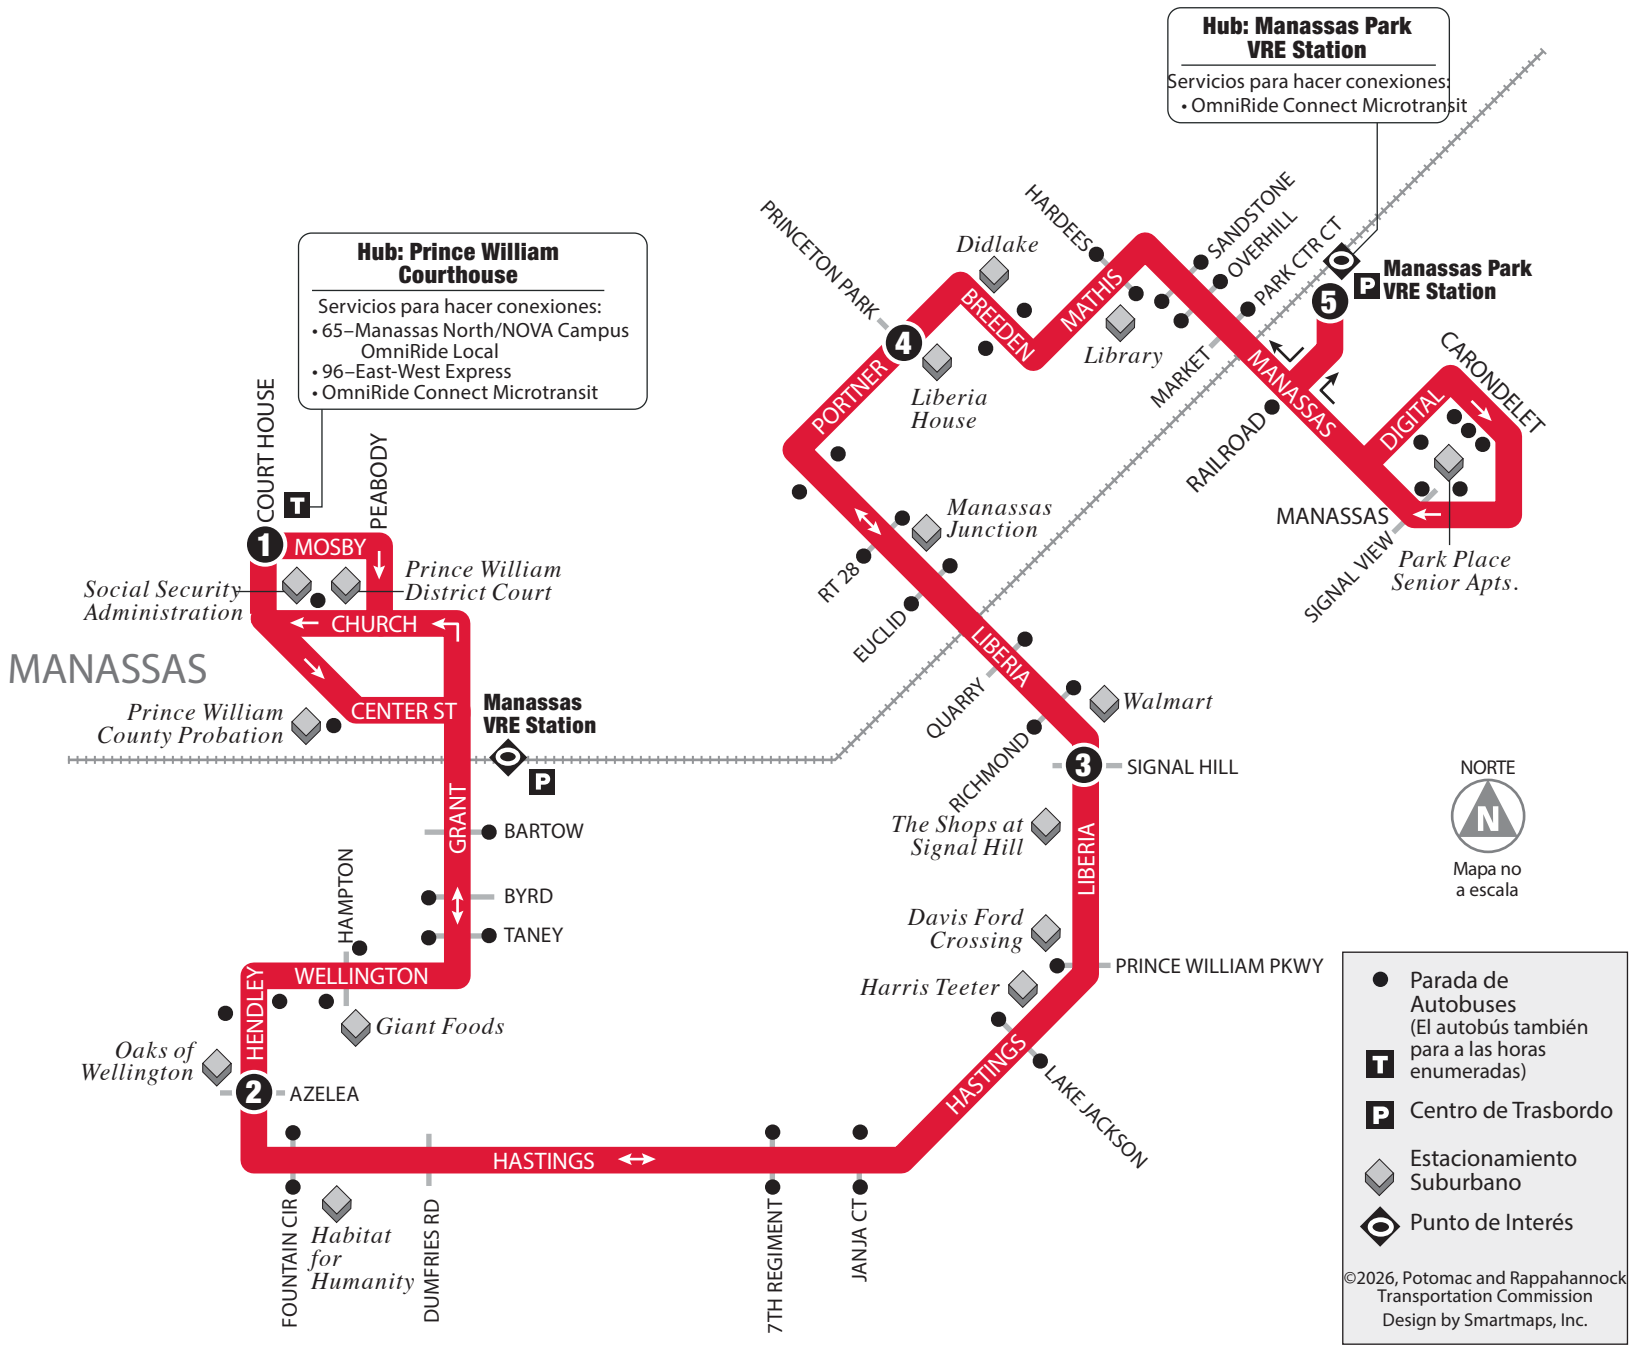 Hub: Manassas Park
VRE Station
Servicios para hacer conexiones:
• OmniRide Connect Microtransit
Hub: Prince William
Courthouse
Servicios para hacer conexiones:
• 65–Manassas North/NOVA Campus
OmniRide Local
• 96–East-West Express
• OmniRide Connect Microtransit
PRINCETON PARK
Didlake
HARDEES
SANDSTONE
OVERHILL
PARK CTR CT
Manassas Park
VRE Station
P
5
BREEDEN
MATHIS
Library
MARKET
MANASSAS
4
Liberia
House
PORTNER
RAILROAD
DIGITAL
CARONDELET
MANASSAS
SIGNAL VIEW
Park Place
Senior Apts.
COURT HOUSE
T
PEABODY
1
MOSBY
Social Security
Administration
Prince William
District Court
CHURCH
MANASSAS
CENTER ST
Prince William
County Probation
Manassas
VRE Station
P
Manassas
Junction
RT 28
EUCLID
LIBERIA
QUARRY
RICHMOND
Walmart
3
SIGNAL HILL
The Shops at
Signal Hill
LIBERIA
Davis Ford
Crossing
PRINCE WILLIAM PKWY
Harris Teeter
HASTINGS
LAKE JACKSON
GRANT
BARTOW
BYRD
TANEY
HAMPTON
WELLINGTON
HENDLEY
Giant Foods
Oaks of
Wellington
2
AZELEA
HASTINGS
FOUNTAIN CIR
Habitat
for
Humanity
DUMFRIES RD
7TH REGIMENT
JANJA CT
NORTE
N
Mapa no
a escala
Parada de
Autobuses
(El autobús también
para a las horas
enumeradas)
T
Centro de Trasbordo
P
Estacionamiento
Suburbano
Punto de Interés
©2026, Potomac and Rappahannock
Transportation Commission
Design by Smartmaps, Inc.